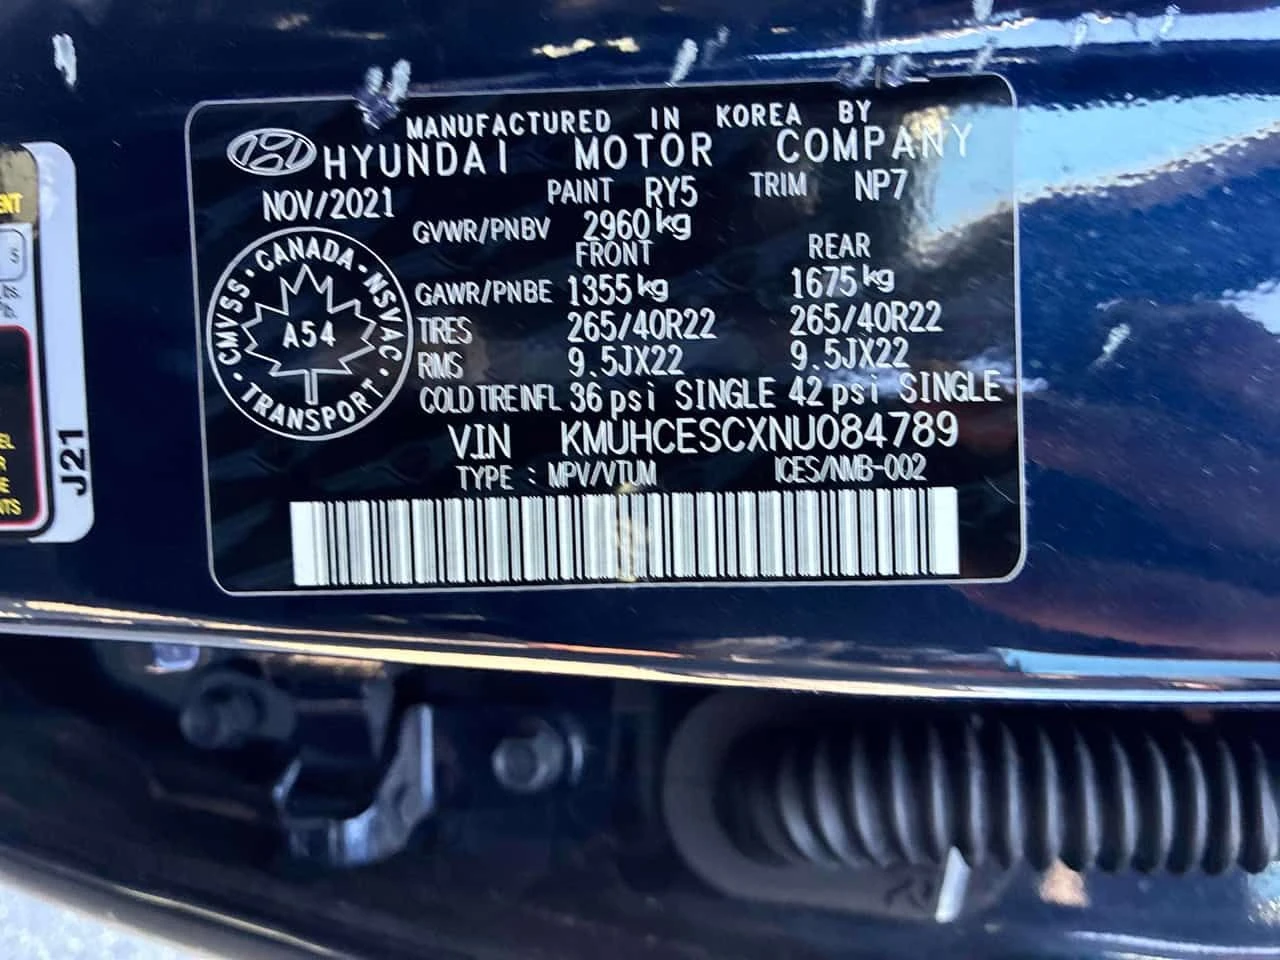 MANUFACTURED IN KOREA BY
HYUNDAI MOTOR COMPANY
NOV/2021 PAINT RY5 TRIM NP7
GVWR/PNBV 2960 kg
FRONT REAR
GAWR/PNBE 1355 kg 1675 kg
TIRES 265/40R22 265/40R22
RIMS 9.5JX22 9.5JX22
COLD TIRE INFL 36 psi SINGLE 42 psi SINGLE
VIN KMUHCESCXNU084789
TYPE : MPV/VTUM ICES/NMB-002
CMVSS · CANADA · NSVAC · TRANSPORT ·
A54
J21
5